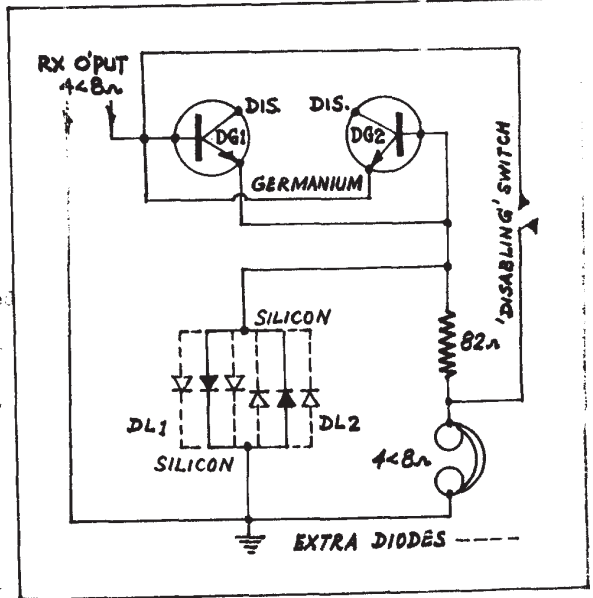 RX O'PUT
4<8Ω
DIS.
DIS.
DG1
DG2
GERMANIUM
'DISABLING' SWITCH
SILICON
82Ω
DL1
DL2
SILICON
4<8Ω
EXTRA DIODES ----